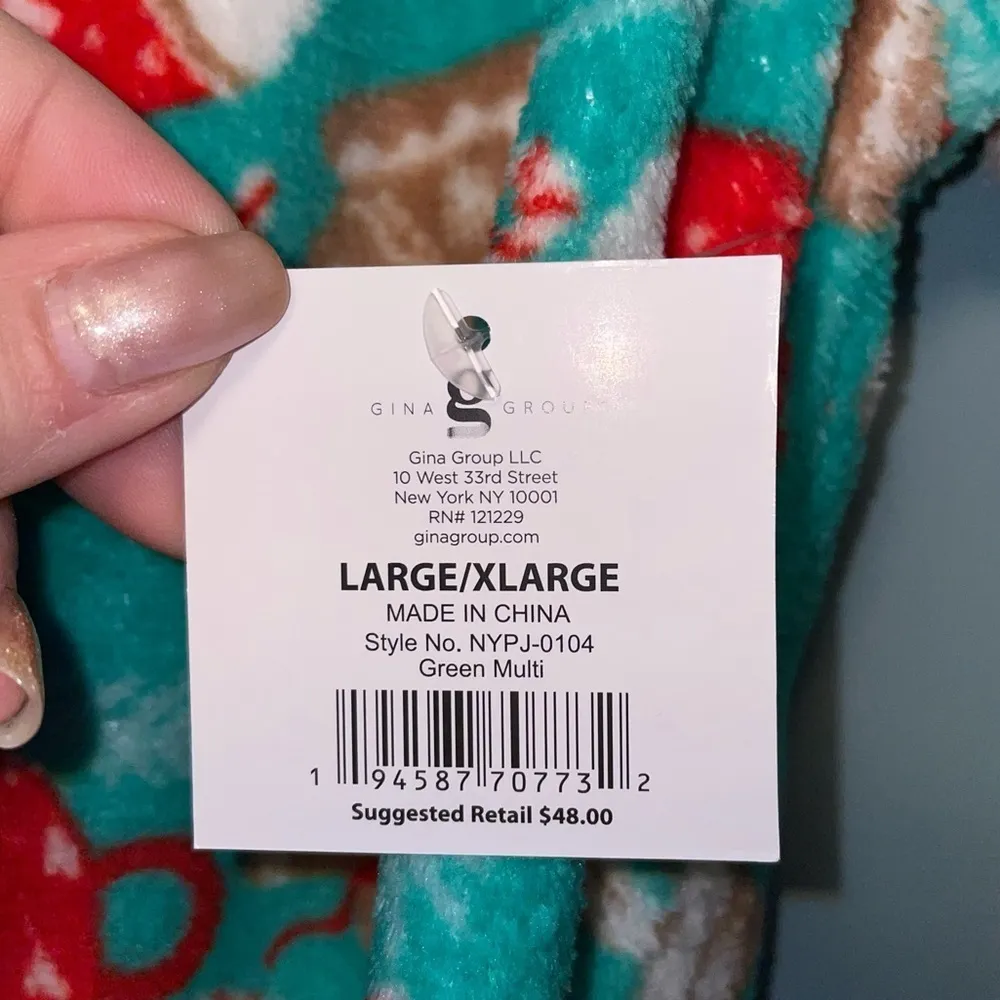 GINA g GROUP
Gina Group LLC
10 West 33rd Street
New York NY 10001
RN# 121229
ginagroup.com
LARGE/XLARGE
MADE IN CHINA
Style No. NYPJ-0104
Green Multi
1 94587 70773 2
Suggested Retail $48.00